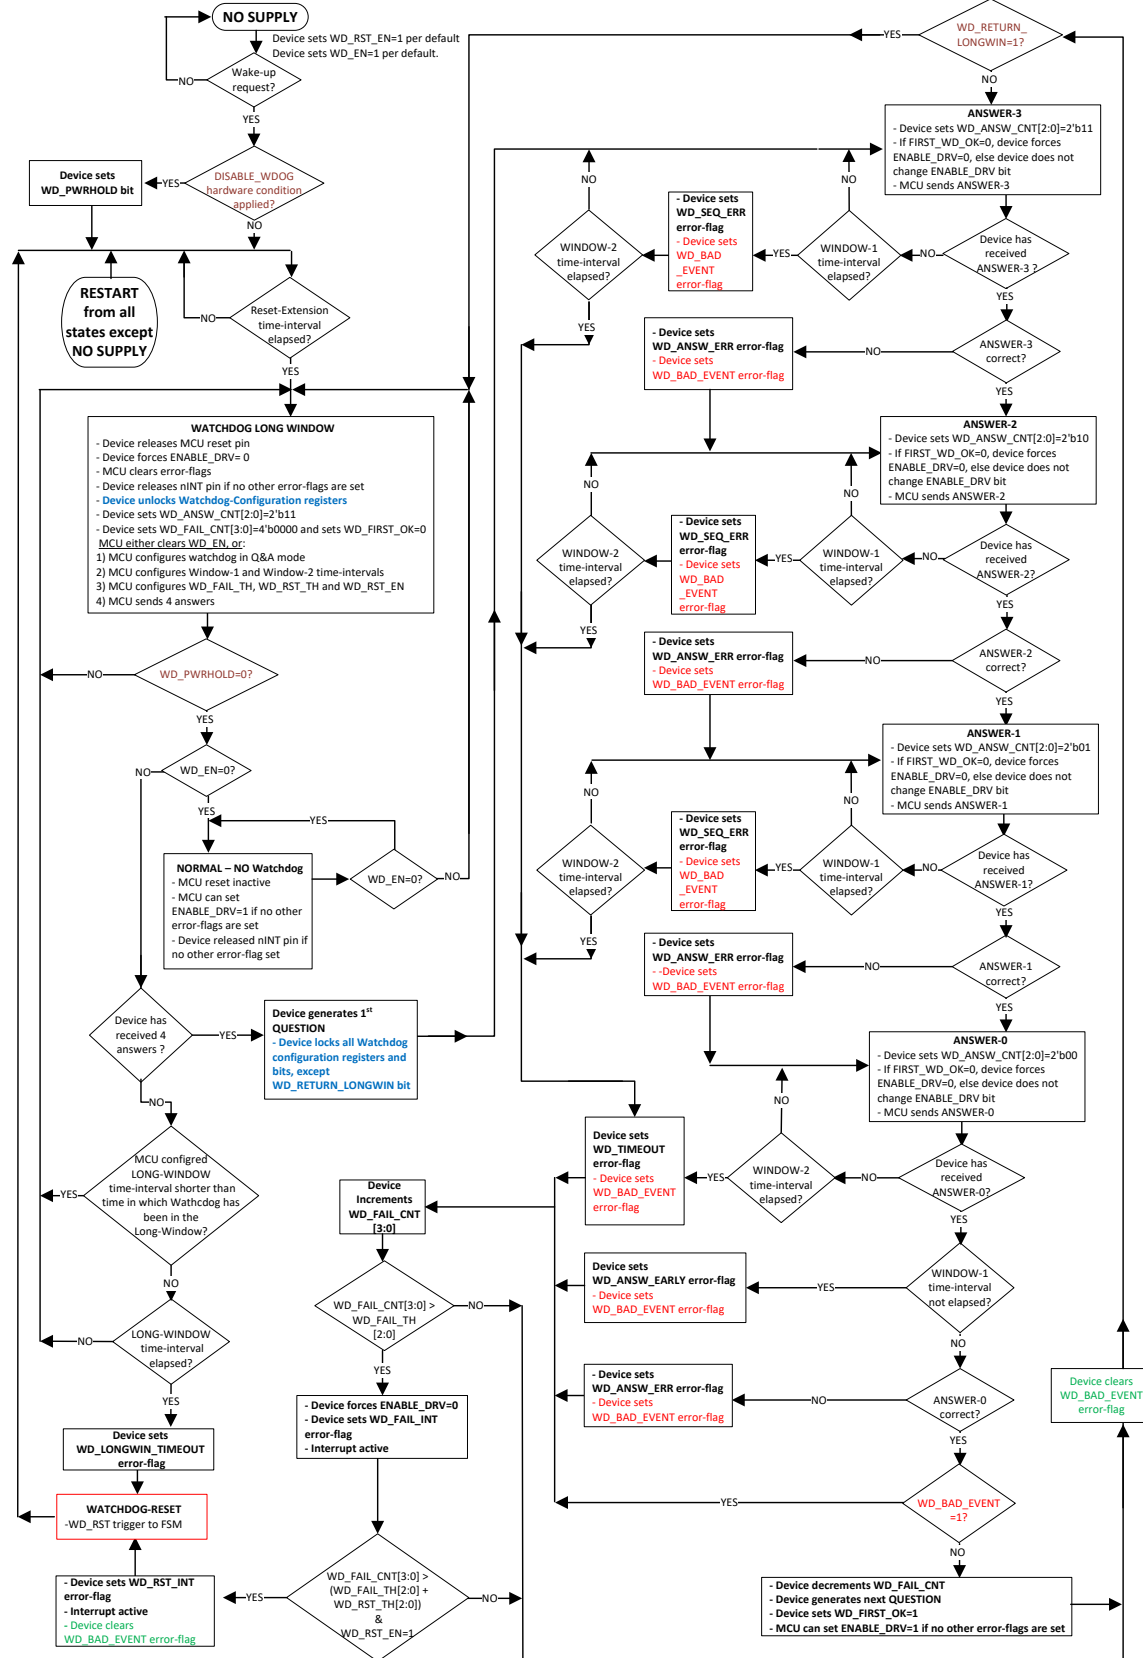 NO SUPPLY
Device sets WD_RST_EN=1 per default
Device sets WD_EN=1 per default.
Wake-up
request?
NO
YES
DISABLE_WDOG
hardware condition
applied?
YES
NO
Device sets
WD_PWRHOLD bit
RESTART
from all
states except
NO SUPPLY
Reset-Extension
time-interval
elapsed?
NO
YES
WATCHDOG LONG WINDOW
- Device releases MCU reset pin
- Device forces ENABLE_DRV= 0
- MCU clears error-flags
- Device releases nINT pin if no other error-flags are set
- Device unlocks Watchdog-Configuration registers
- Device sets WD_ANSW_CNT[2:0]=2'b11
- Device sets WD_FAIL_CNT[3:0]=4'b0000 and sets WD_FIRST_OK=0
MCU either clears WD_EN, or:
1) MCU configures watchdog in Q&A mode
2) MCU configures Window-1 and Window-2 time-intervals
3) MCU configures WD_FAIL_TH, WD_RST_TH and WD_RST_EN
4) MCU sends 4 answers
WD_PWRHOLD=0?
NO
YES
WD_EN=0?
NO
YES
NORMAL – NO Watchdog
- MCU reset inactive
- MCU can set
ENABLE_DRV=1 if no other
error-flags are set
- Device released nINT pin if
no other error-flag set
WD_EN=0?
YES
NO
Device has
received 4
answers ?
YES
NO
Device generates 1st
QUESTION
- Device locks all Watchdog
configuration registers and
bits, except
WD_RETURN_LONGWIN bit
MCU configred
LONG-WINDOW
time-interval shorter than
time in which Wathcdog has
been in the
Long-Window?
YES
NO
LONG-WINDOW
time-interval
elapsed?
NO
YES
Device sets
WD_LONGWIN_TIMEOUT
error-flag
WATCHDOG-RESET
-WD_RST trigger to FSM
- Device sets WD_RST_INT
error-flag
- Interrupt active
- Device clears
WD_BAD_EVENT error-flag
Device
Increments
WD_FAIL_CNT
[3:0]
WD_FAIL_CNT[3:0] >
WD_FAIL_TH
[2:0]
NO
YES
- Device forces ENABLE_DRV=0
- Device sets WD_FAIL_INT
error-flag
- Interrupt active
WD_FAIL_CNT[3:0] >
(WD_FAIL_TH[2:0] +
WD_RST_TH[2:0])
&
WD_RST_EN=1
YES
NO
WD_RETURN_
LONGWIN=1?
YES
NO
ANSWER-3
- Device sets WD_ANSW_CNT[2:0]=2'b11
- If FIRST_WD_OK=0, device forces
ENABLE_DRV=0, else device does not
change ENABLE_DRV bit
- MCU sends ANSWER-3
Device has
received
ANSWER-3 ?
NO
YES
WINDOW-1
time-interval
elapsed?
NO
YES
- Device sets
WD_SEQ_ERR
error-flag
- Device sets
WD_BAD
_EVENT
error-flag
WINDOW-2
time-interval
elapsed?
NO
YES
ANSWER-3
correct?
NO
YES
- Device sets
WD_ANSW_ERR error-flag
- Device sets
WD_BAD_EVENT error-flag
ANSWER-2
- Device sets WD_ANSW_CNT[2:0]=2'b10
- If FIRST_WD_OK=0, device forces
ENABLE_DRV=0, else device does not
change ENABLE_DRV bit
- MCU sends ANSWER-2
Device has
received
ANSWER-2?
NO
YES
WINDOW-1
time-interval
elapsed?
NO
YES
- Device sets
WD_SEQ_ERR
error-flag
- Device sets
WD_BAD
_EVENT
error-flag
WINDOW-2
time-interval
elapsed?
NO
YES
ANSWER-2
correct?
NO
YES
- Device sets
WD_ANSW_ERR error-flag
- Device sets
WD_BAD_EVENT error-flag
ANSWER-1
- Device sets WD_ANSW_CNT[2:0]=2'b01
- If FIRST_WD_OK=0, device forces
ENABLE_DRV=0, else device does not
change ENABLE_DRV bit
- MCU sends ANSWER-1
Device has
received
ANSWER-1?
NO
YES
WINDOW-1
time-interval
elapsed?
NO
YES
- Device sets
WD_SEQ_ERR
error-flag
- Device sets
WD_BAD
_EVENT
error-flag
WINDOW-2
time-interval
elapsed?
NO
YES
ANSWER-1
correct?
NO
YES
- Device sets
WD_ANSW_ERR error-flag
- -Device sets
WD_BAD_EVENT error-flag
ANSWER-0
- Device sets WD_ANSW_CNT[2:0]=2'b00
- If FIRST_WD_OK=0, device forces
ENABLE_DRV=0, else device does not
change ENABLE_DRV bit
- MCU sends ANSWER-0
Device has
received
ANSWER-0?
NO
YES
WINDOW-2
time-interval
elapsed?
NO
YES
Device sets
WD_TIMEOUT
error-flag
- Device sets
WD_BAD_EVENT
error-flag
WINDOW-1
time-interval
not elapsed?
YES
NO
Device sets
WD_ANSW_EARLY error-flag
- Device sets
WD_BAD_EVENT error-flag
ANSWER-0
correct?
NO
YES
- Device sets
WD_ANSW_ERR error-flag
- Device sets
WD_BAD_EVENT error-flag
WD_BAD_EVENT
=1?
YES
NO
- Device decrements WD_FAIL_CNT
- Device generates next QUESTION
- Device sets WD_FIRST_OK=1
- MCU can set ENABLE_DRV=1 if no other error-flags are set
Device clears
WD_BAD_EVENT
error-flag